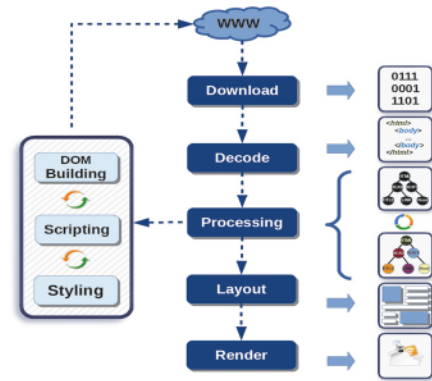 WWW
Download
0111
0001
1101
Decode
<html>
<body>
...
</body>
</html>
DOM
Building
Processing
Scripting
Styling
Layout
Render